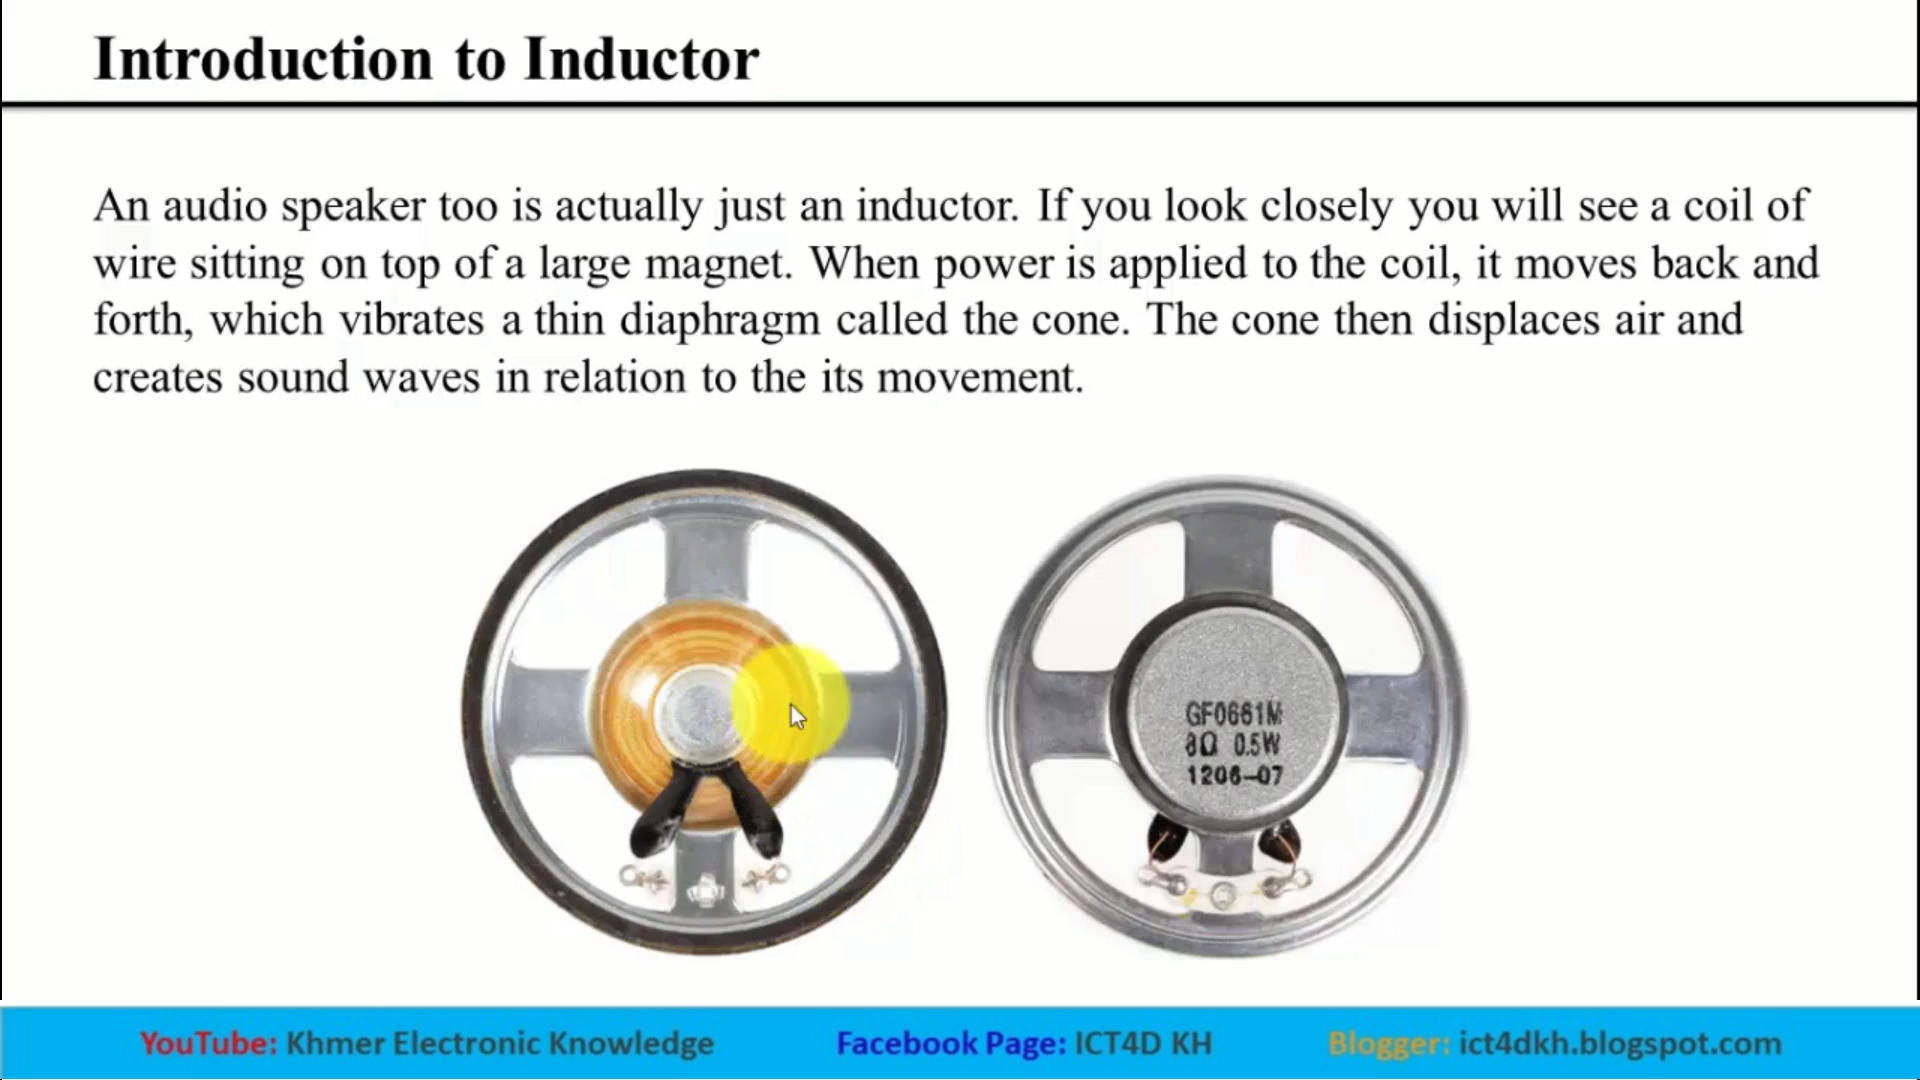 Introduction to Inductor
An audio speaker too is actually just an inductor. If you look closely you will see a coil of
wire sitting on top of a large magnet. When power is applied to the coil, it moves back and
forth, which vibrates a thin diaphragm called the cone. The cone then displaces air and
creates sound waves in relation to the its movement.
GF0661M
8Ω 0.5W
1206-07
YouTube: Khmer Electronic Knowledge Facebook Page: ICT4D KH Blogger: ict4dkh.blogspot.com